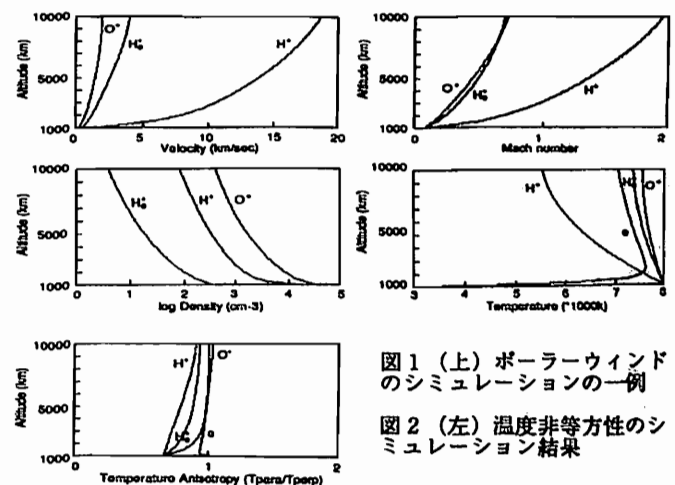 10000
5000
1000
Altitude (km)
O⁺
H⁺e
H⁺
0
5
10
15
20
Velocity (km/sec)
10000
5000
1000
Altitude (km)
O⁺
H⁺e
H⁺
0
1
2
Mach number
10000
5000
1000
Altitude (km)
H⁺e
H⁺
O⁺
0
1
2
3
4
5
log Density (cm-3)
10000
5000
1000
Altitude (km)
H⁺
H⁺e
O⁺
e
3
4
5
6
7
8
Temperature (*1000k)
10000
5000
1000
Altitude (km)
H⁺
O⁺
H⁺e
e
0
1
2
Temperature Anisotropy (Tpara/Tperp)
図1 (上) ポーラーウィンド
のシミュレーションの一例
図2 (左) 温度非等方性のシ
ミュレーション結果